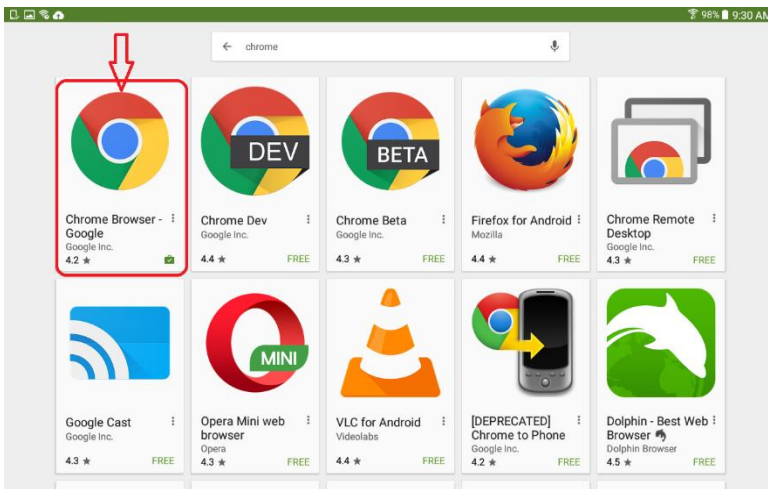 98% 9:30 AM
chrome
DEV
BETA
Chrome Browser - Google
Google Inc.
4.2 ★
Chrome Dev
Google Inc.
4.4 ★ FREE
Chrome Beta
Google Inc.
4.3 ★ FREE
Firefox for Android
Mozilla
4.4 ★ FREE
Chrome Remote
Desktop
Google Inc.
4.3 ★ FREE
MINI
Google Cast
Google Inc.
4.3 ★ FREE
Opera Mini web
browser
Opera
4.3 ★ FREE
VLC for Android
Videolabs
4.4 ★ FREE
[DEPRECATED]
Chrome to Phone
Google Inc.
4.2 ★ FREE
Dolphin - Best Web
Browser
Dolphin Browser
4.5 ★ FREE